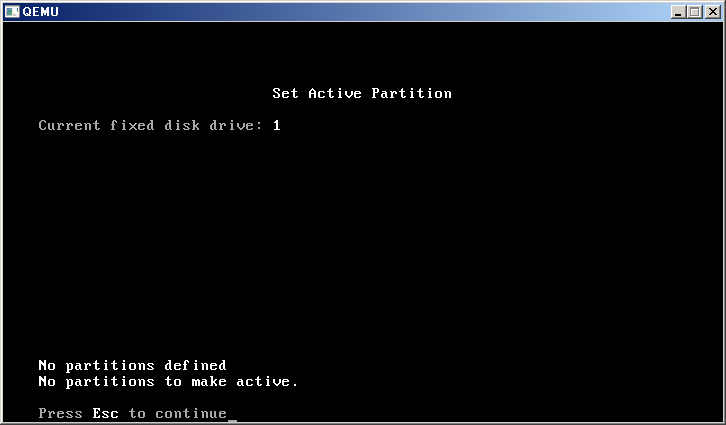 QEMU
Set Active Partition
Current fixed disk drive: 1
No partitions defined
No partitions to make active.
Press Esc to continue_